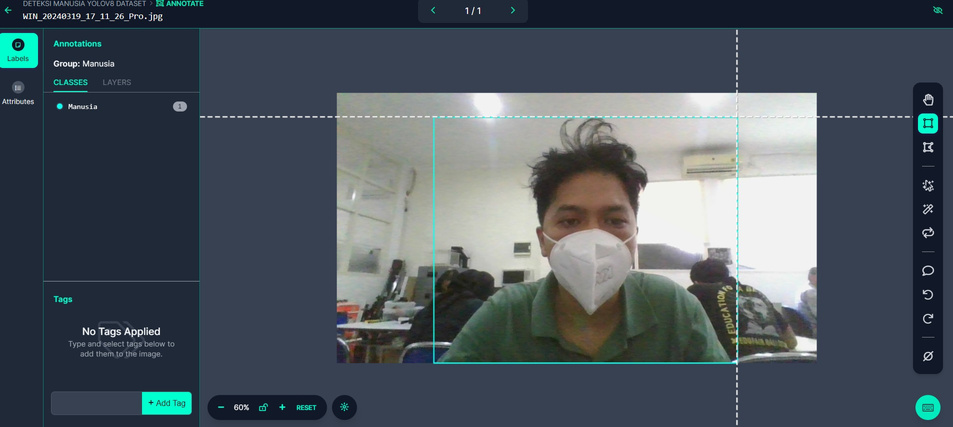 DETEKSI MANUSIA YOLOV8 DATASET > ANNOTATE
WIN_20240319_17_11_26_Pro.jpg
1 / 1
Labels
Attributes
Annotations
Group: Manusia
CLASSES LAYERS
Manusia 1
Tags
No Tags Applied
Type and select tags below to
add them to the image.
+ Add Tag
60% RESET
EDUCATION